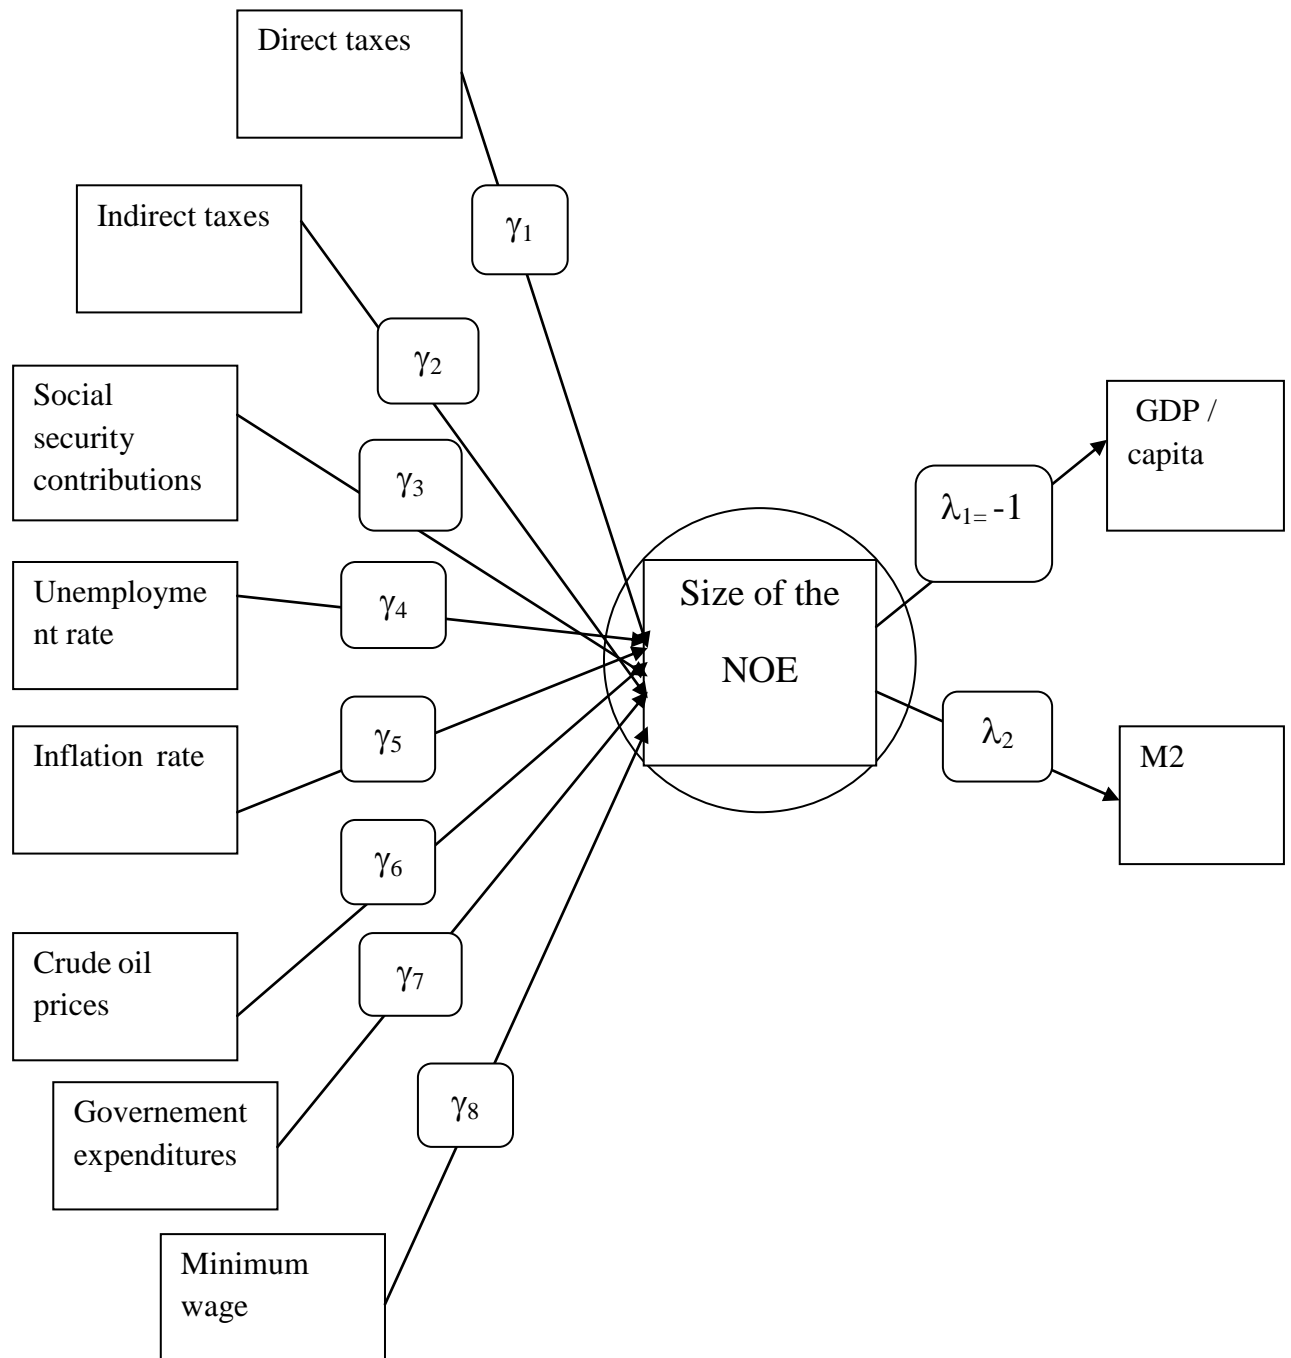 Direct taxes
γ1
Indirect taxes
γ2
Social
security
contributions
γ3
Unemployme
nt rate
γ4
Inflation rate
γ5
Crude oil
prices
γ6
Governement
expenditures
γ7
Minimum
wage
γ8
Size of the
NOE
λ1= -1
GDP /
capita
λ2
M2